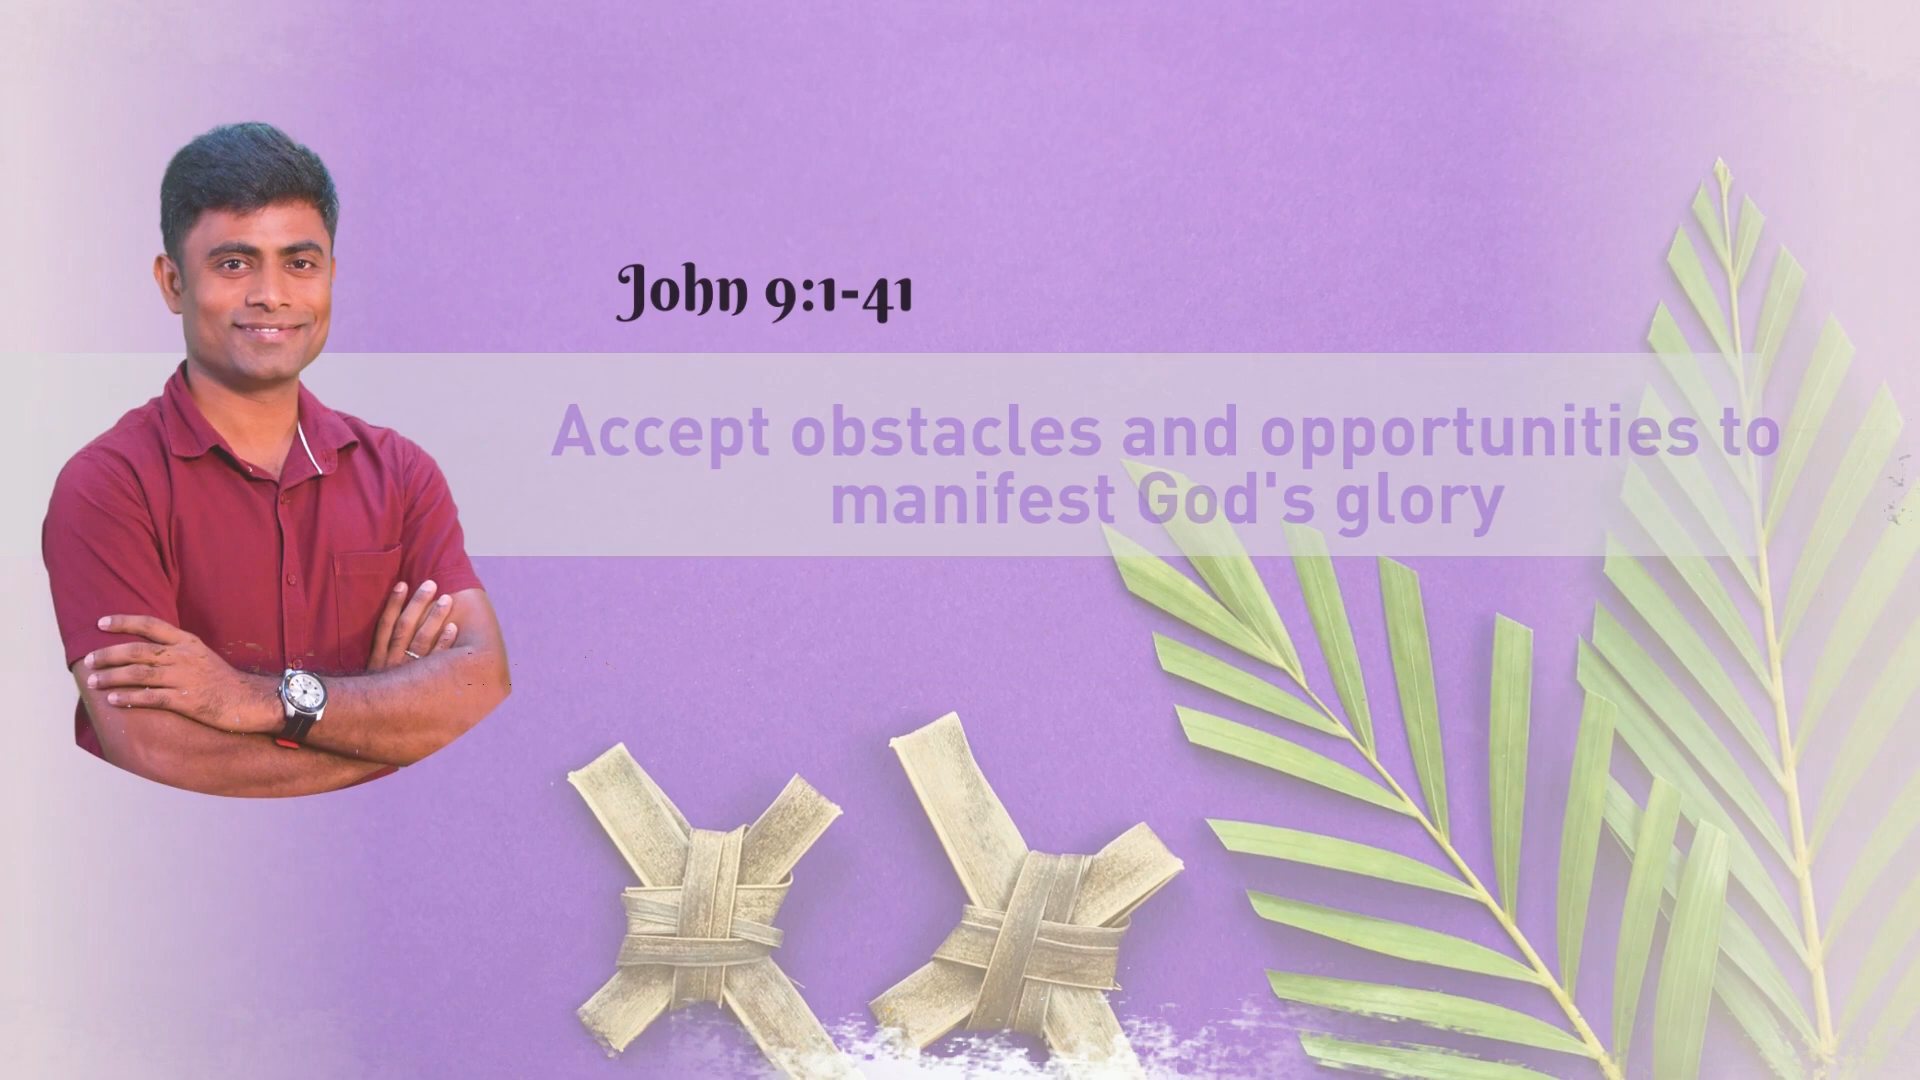 John 9:1-41
Accept obstacles and opportunities to
manifest God's glory